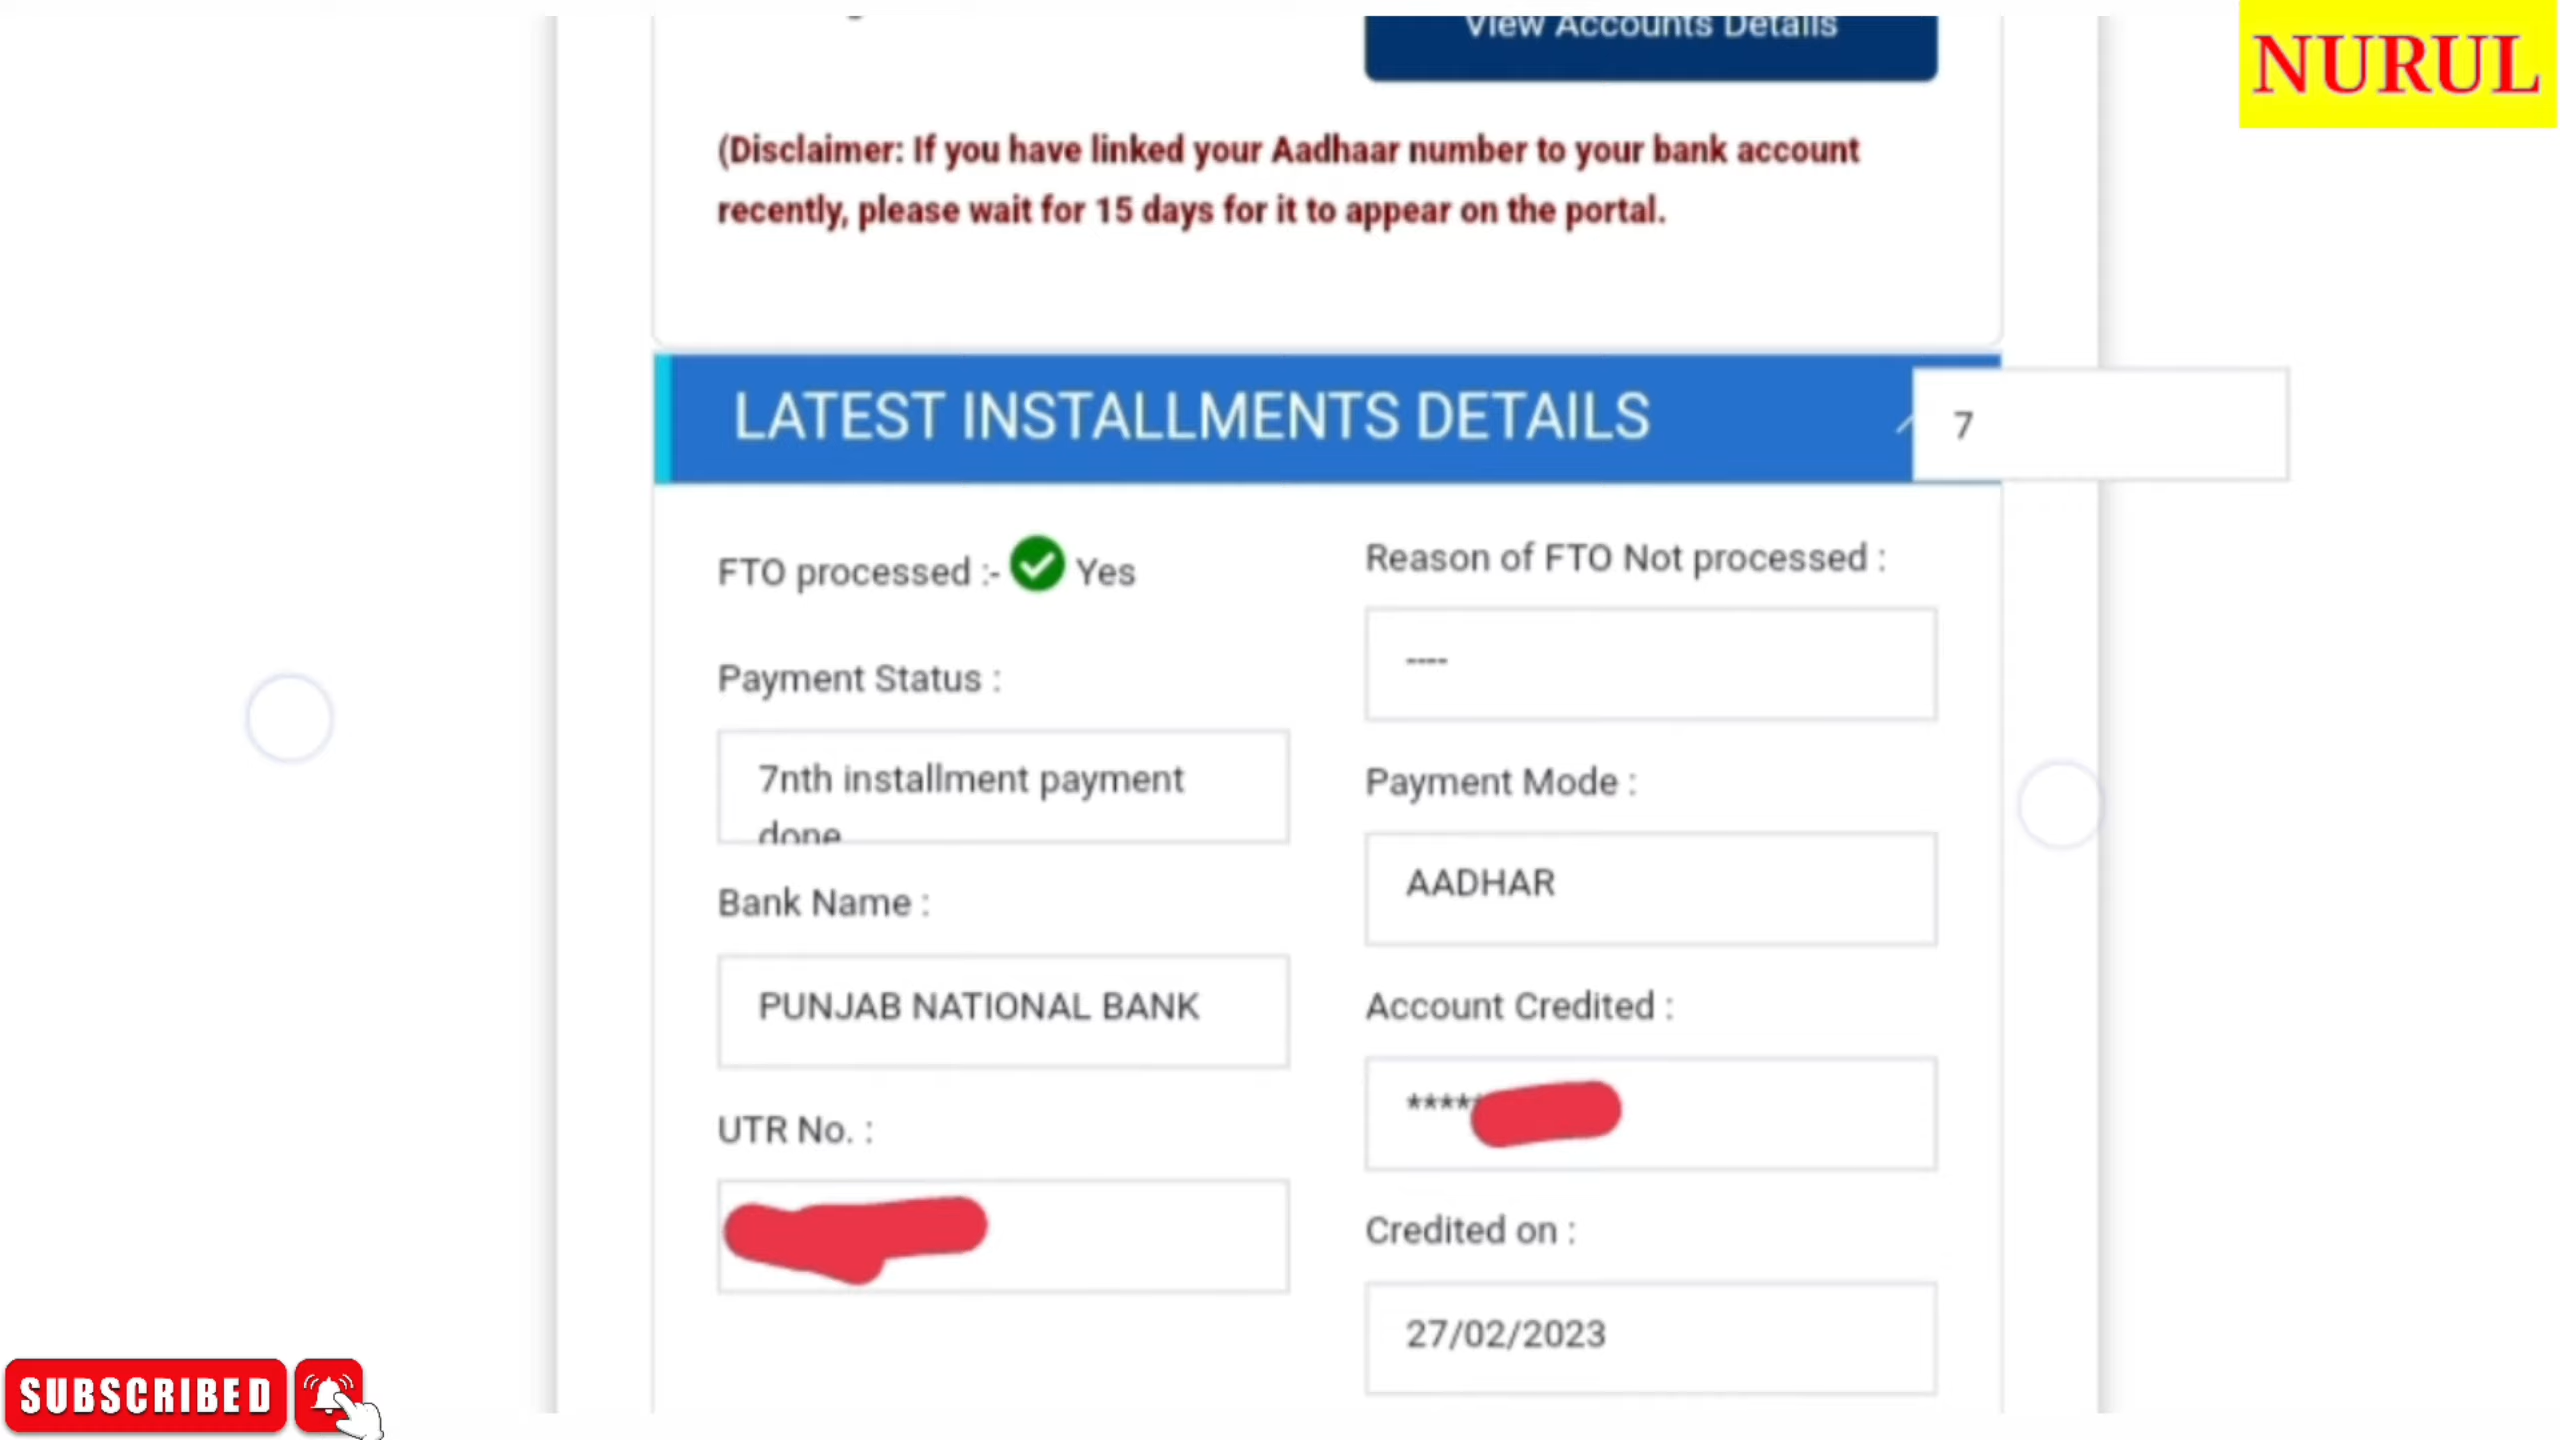 View Accounts Details
NURUL
(Disclaimer: If you have linked your Aadhaar number to your bank account
recently, please wait for 15 days for it to appear on the portal.
LATEST INSTALLMENTS DETAILS
7
FTO processed :- Yes
Reason of FTO Not processed :
----
Payment Status :
7nth installment payment
done
Payment Mode :
AADHAR
Bank Name :
PUNJAB NATIONAL BANK
Account Credited :
****
UTR No. :
Credited on :
27/02/2023
SUBSCRIBED